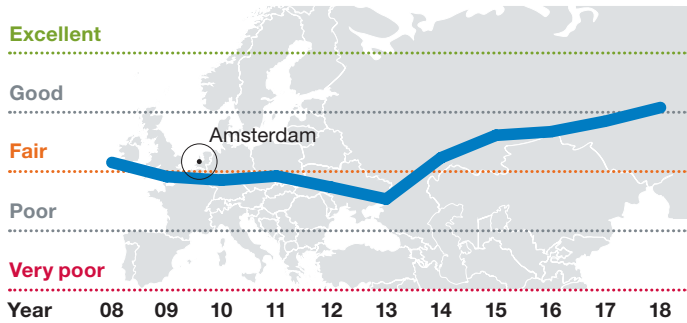 Excellent
Good
Amsterdam
Fair
Poor
Very poor
Year 08 09 10 11 12 13 14 15 16 17 18